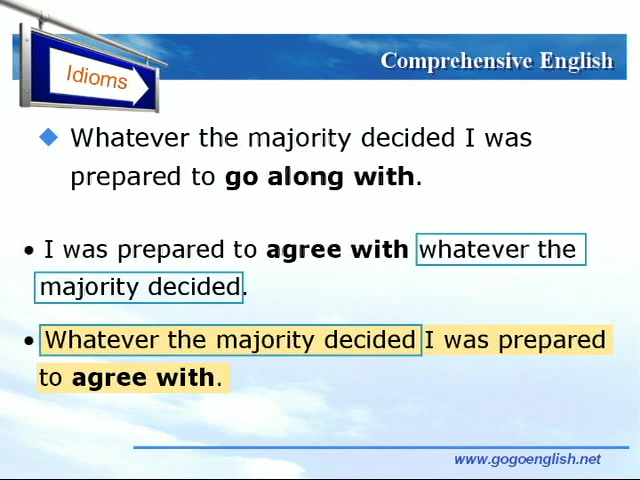 Idioms
Comprehensive English
Whatever the majority decided I was
prepared to go along with.
• I was prepared to agree with whatever the
majority decided.
• Whatever the majority decided I was prepared
to agree with.
www.gogoenglish.net